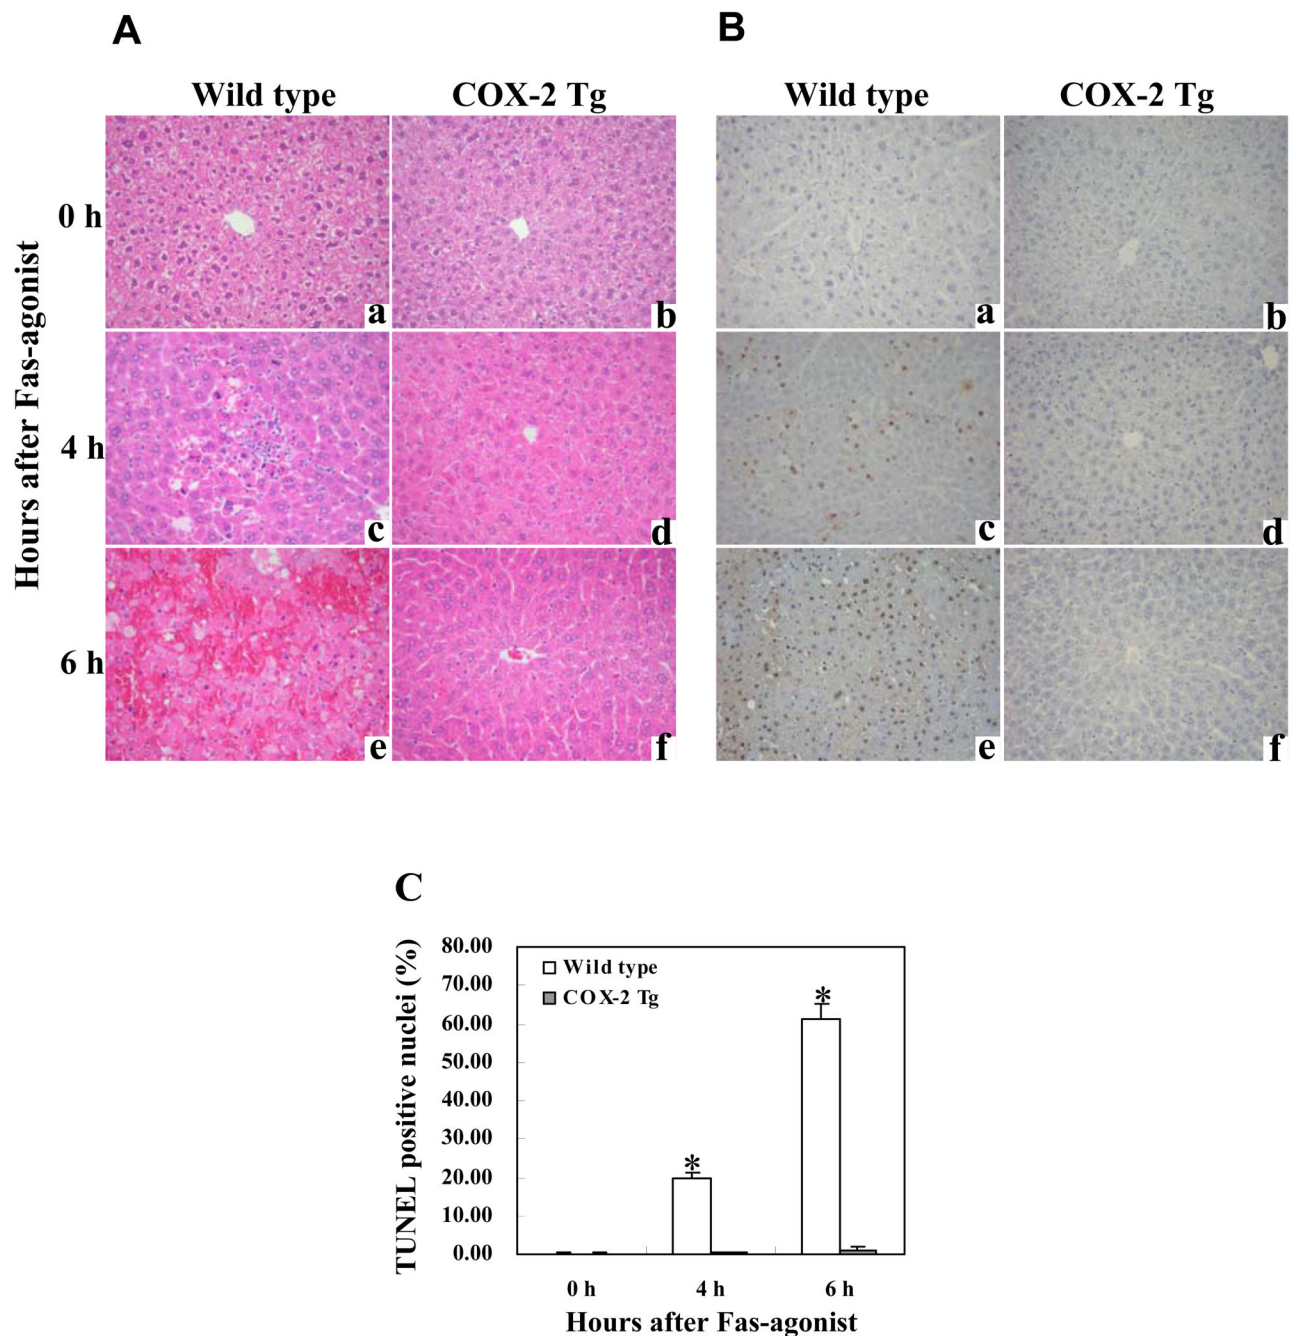 A
B
Wild type
COX-2 Tg
Wild type
COX-2 Tg
Hours after Fas-agonist
0 h
a
b
a
b
4 h
c
d
c
d
6 h
e
f
e
f
C
TUNEL positive nuclei (%)
80.00
70.00
60.00
50.00
40.00
30.00
20.00
10.00
0.00
Wild type
COX-2 Tg
*
*
0 h
4 h
6 h
Hours after Fas-agonist